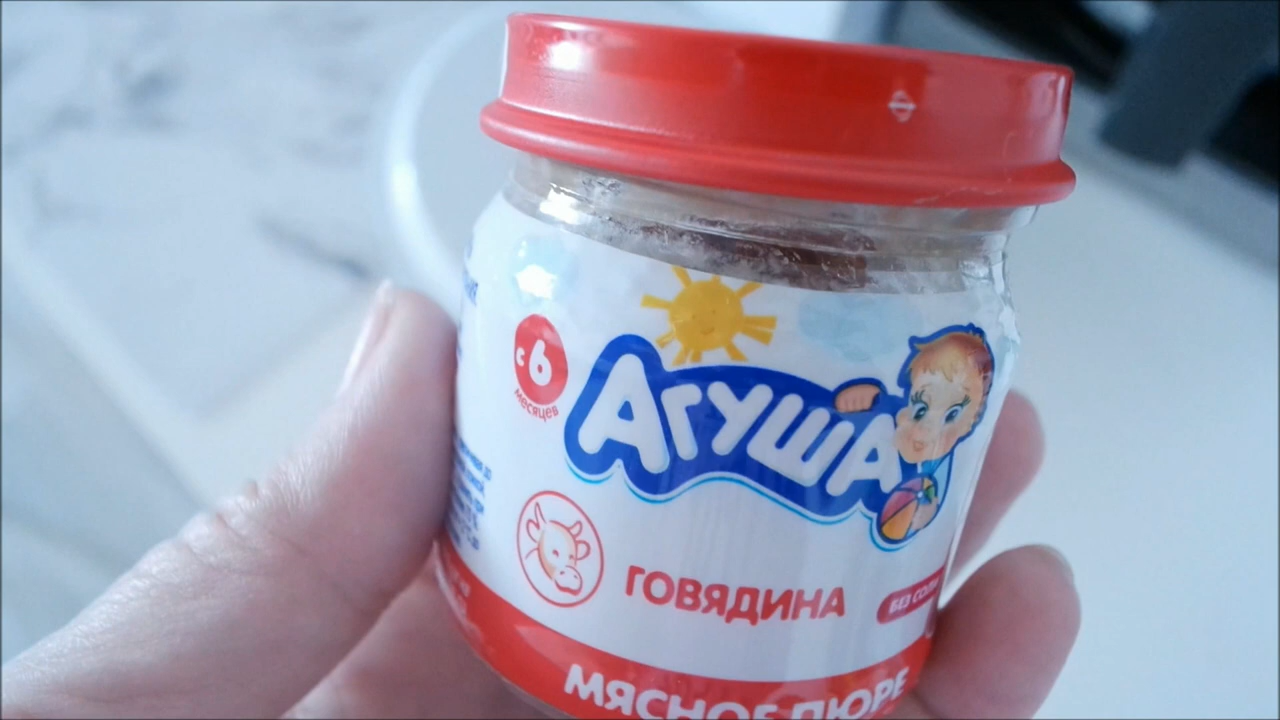 с 6
месяцев
Агуша
ГОВЯДИНА
БЕЗ СОЛИ
МЯСНОЕ ПЮРЕ